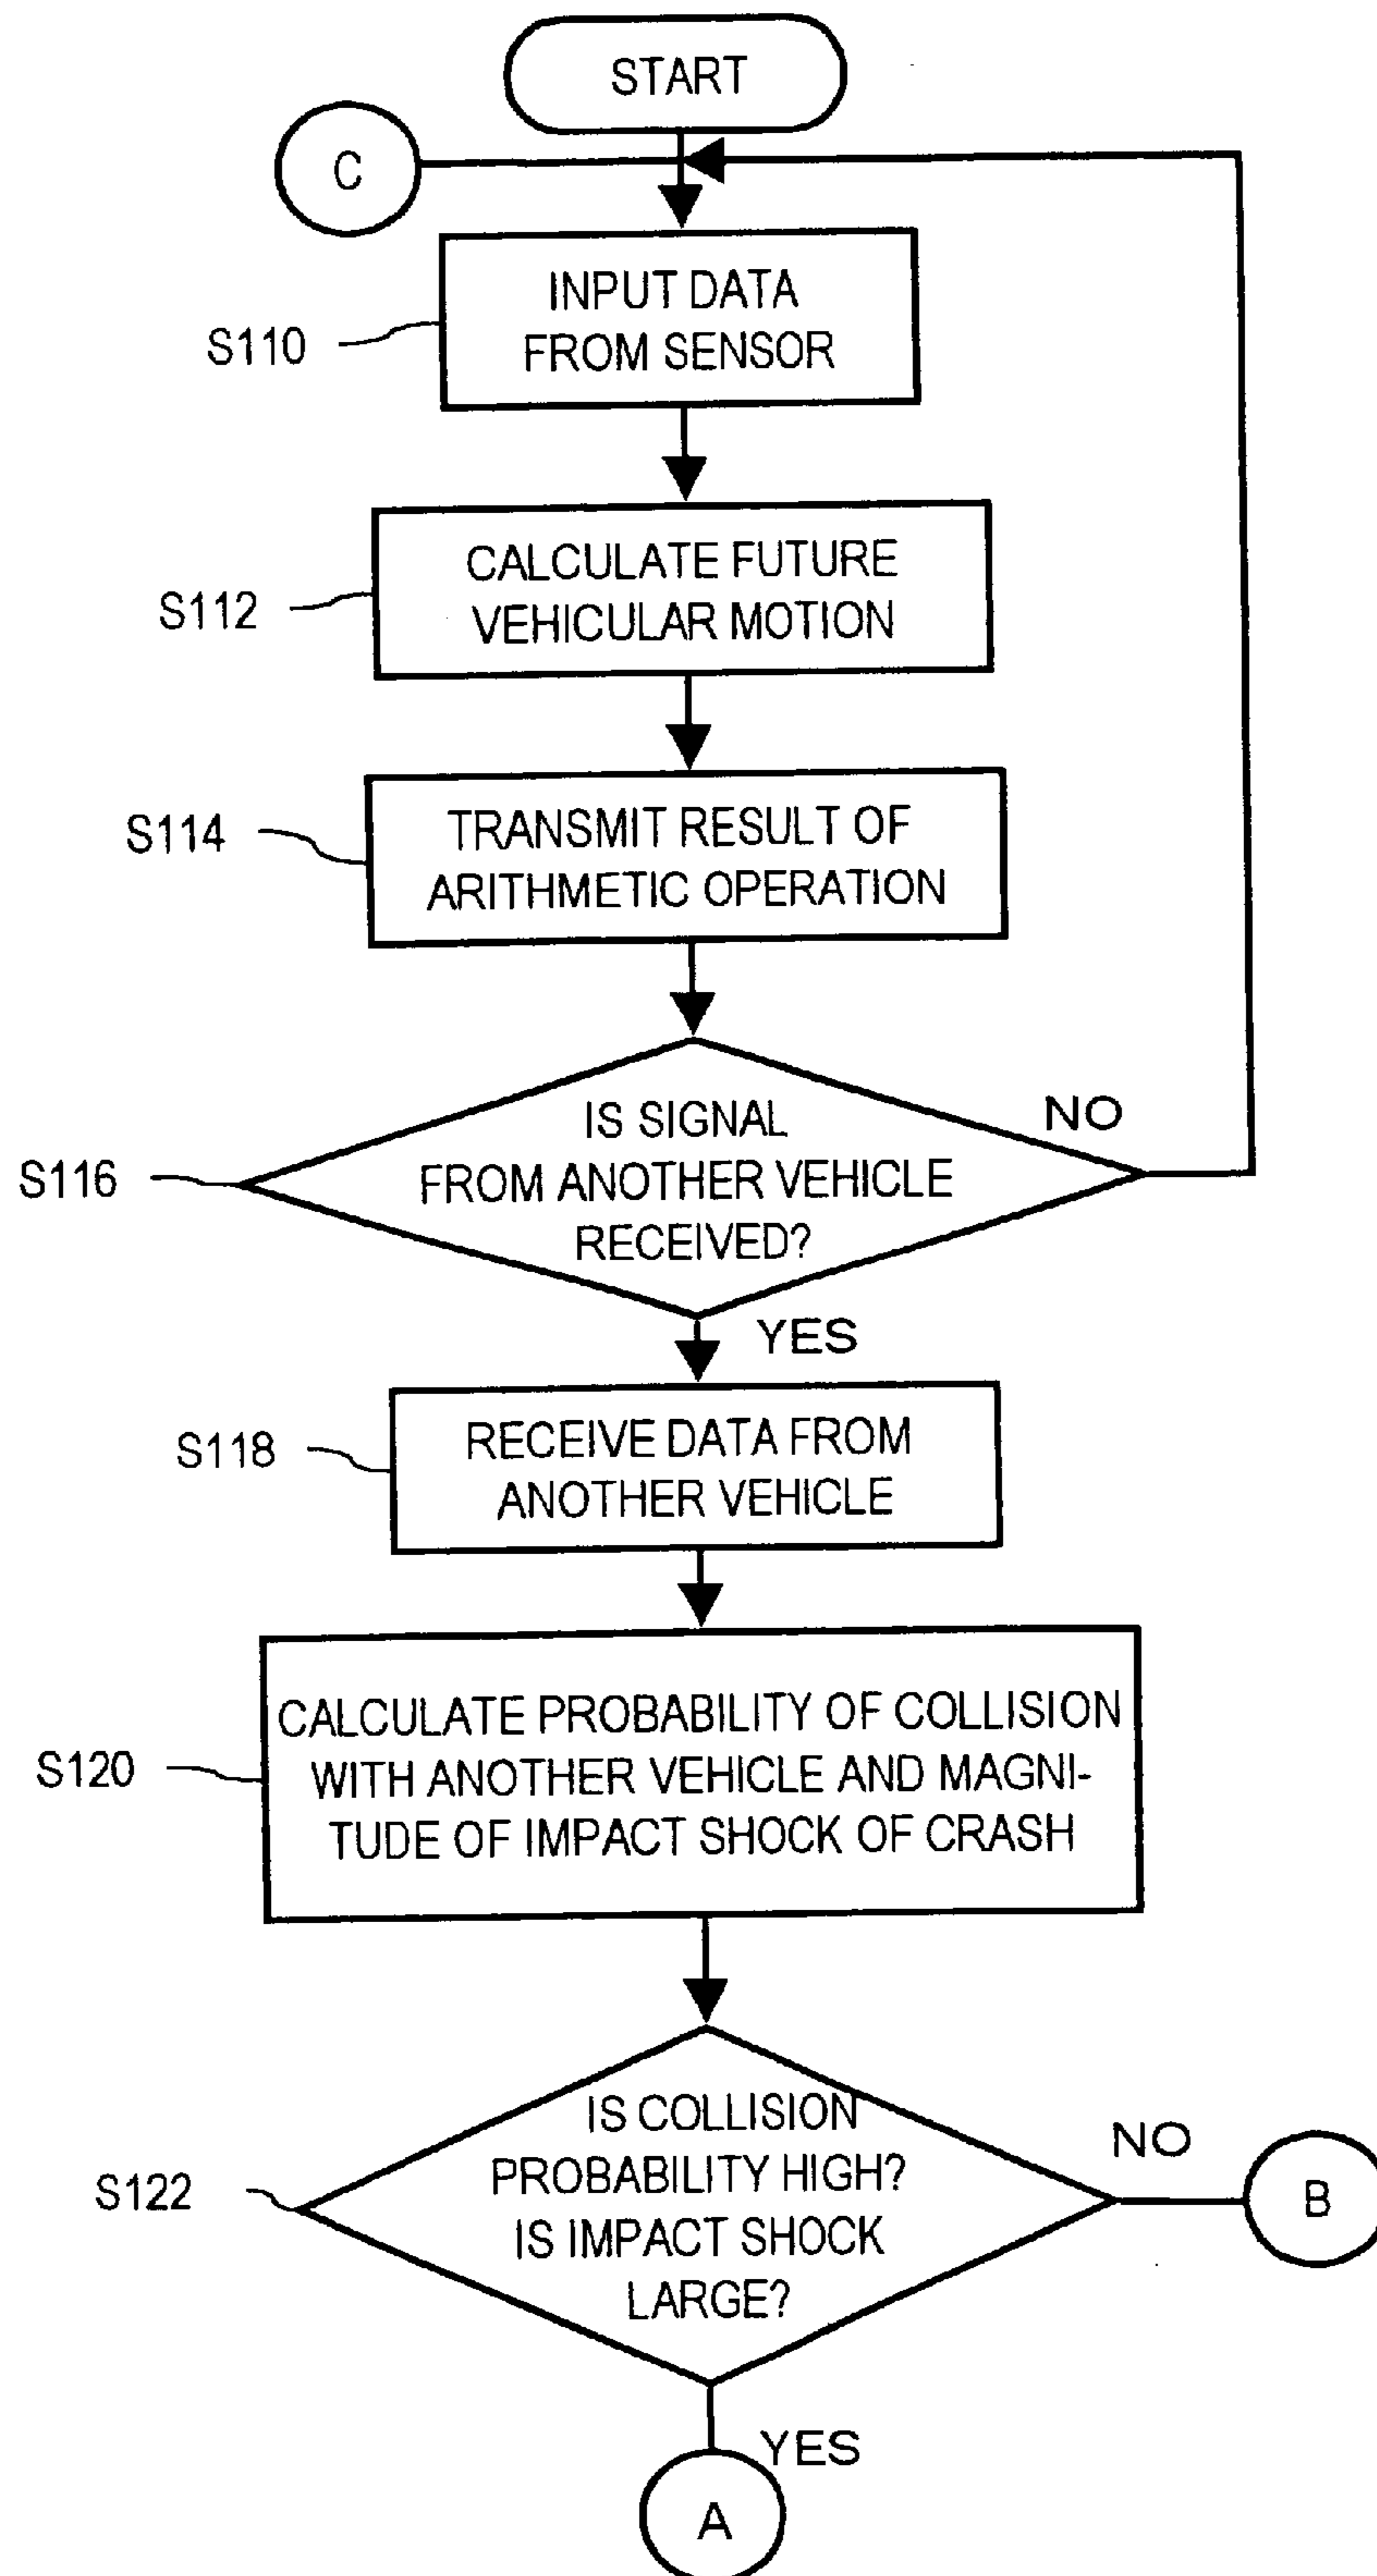 START
C
INPUT DATA
FROM SENSOR
S110
CALCULATE FUTURE
VEHICULAR MOTION
S112
TRANSMIT RESULT OF
ARITHMETIC OPERATION
S114
IS SIGNAL
FROM ANOTHER VEHICLE
RECEIVED?
NO
S116
YES
RECEIVE DATA FROM
ANOTHER VEHICLE
S118
CALCULATE PROBABILITY OF COLLISION
WITH ANOTHER VEHICLE AND MAGNI-
TUDE OF IMPACT SHOCK OF CRASH
S120
IS COLLISION
PROBABILITY HIGH?
IS IMPACT SHOCK
LARGE?
NO
B
S122
YES
A